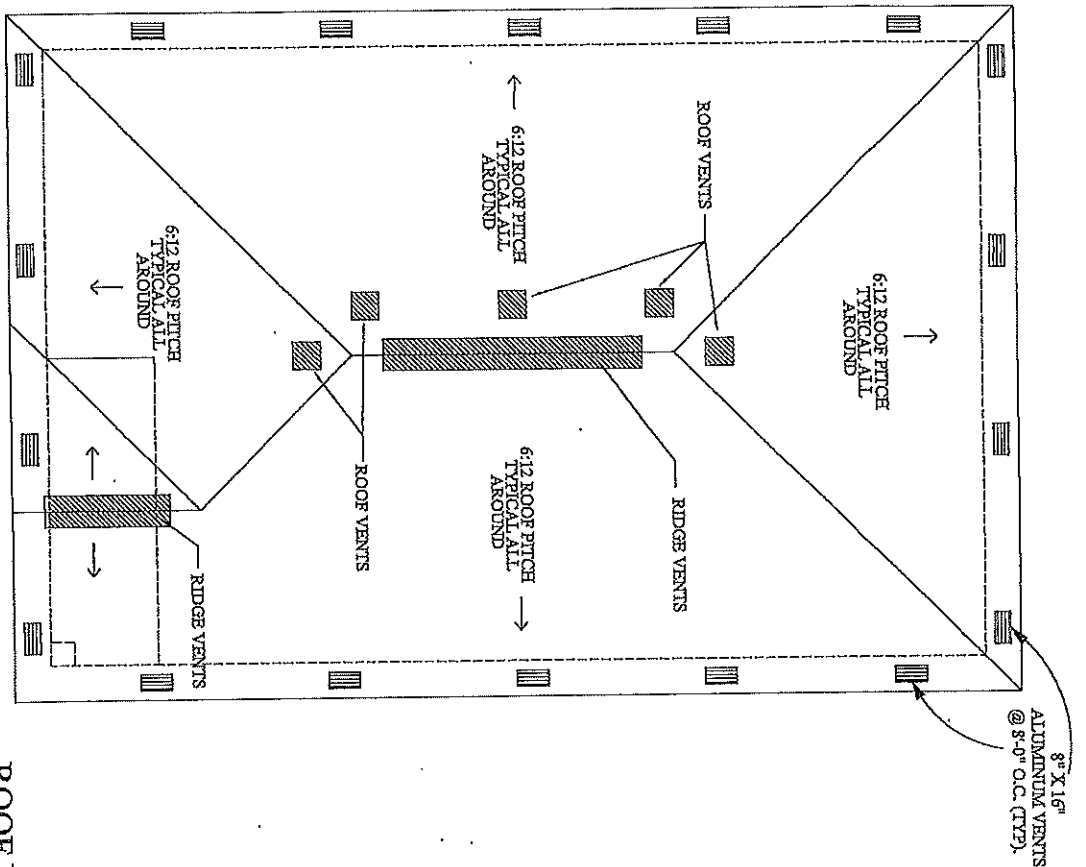 8" X 16"
ALUMINUM VENTS
@ 8'-0" O.C. (TYP).
6:12 ROOF PITCH
TYPICAL ALL
AROUND
ROOF VENTS
6:12 ROOF PITCH
TYPICAL ALL
AROUND
RIDGE VENTS
6:12 ROOF PITCH
TYPICAL ALL
AROUND
ROOF VENTS
6:12 ROOF PITCH
TYPICAL ALL
AROUND
RIDGE VENTS